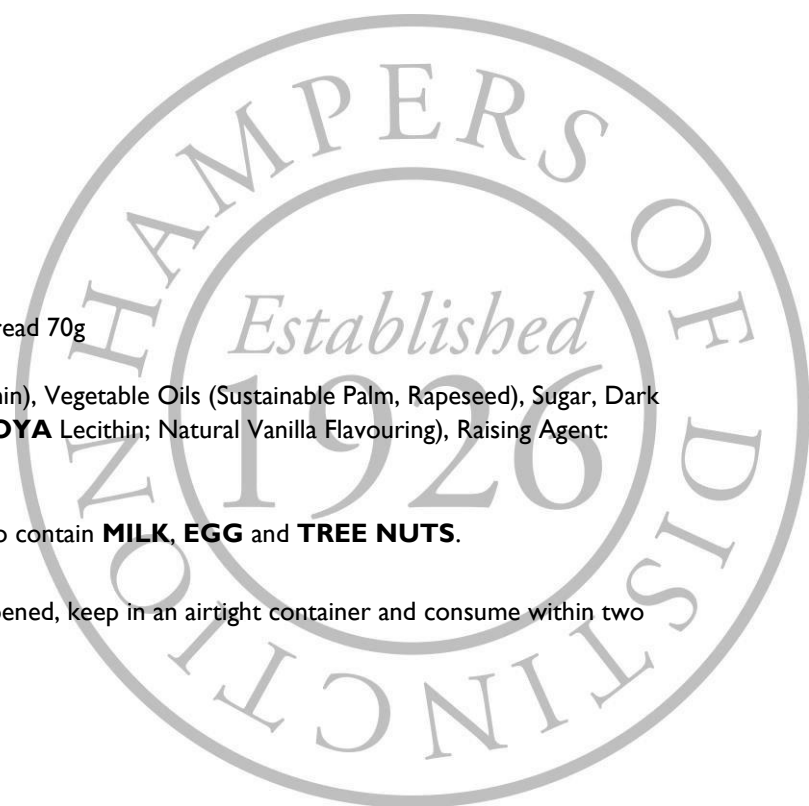 HAMPERS OF DISTINCTION
Established
1926
read 70g
in), Vegetable Oils (Sustainable Palm, Rapeseed), Sugar, Dark
OYA Lecithin; Natural Vanilla Flavouring), Raising Agent:
o contain MILK, EGG and TREE NUTS.
ened, keep in an airtight container and consume within two